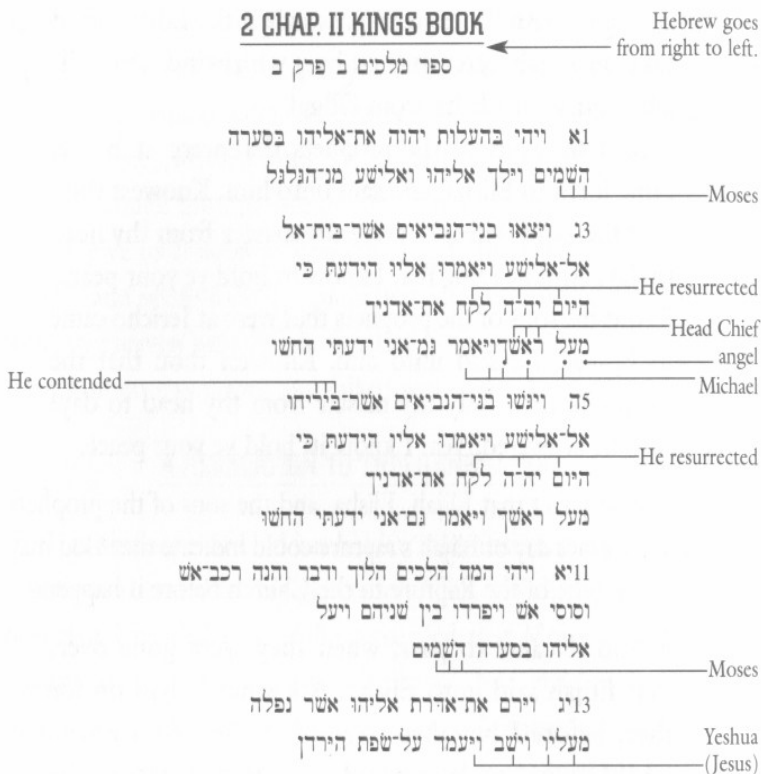 2 CHAP. II KINGS BOOK
Hebrew goes
from right to left.
ספר מלכים ב פרק ב
1א ויהי בהעלות יהוה את־אליהו בסערה
השמים וילך אליהו ואלישע מן־הגלגל
Moses
3ג ויצאו בני־הנביאים אשר־בית־אל
אל־אלישע ויאמרו אליו הידעת כי
He resurrected
היום יה־ה לקח את־אדניך
Head Chief
angel
מעל ראשך ויאמר גם־אני ידעתי החשו
Michael
He contended
5ה ויגשו בני־הנביאים אשר־ביריחו
אל־אלישע ויאמרו אליו הידעת כי
He resurrected
היום יה־ה לקח את־אדניך
מעל ראשך ויאמר גם־אני ידעתי החשו
11יא ויהי המה הלכים הלוך ודבר והנה רכב־אש
וסוסי אש ויפרדו בין שניהם ויעל
אליהו בסערה השמים
Moses
13יג וירם את־אדרת אליהו אשר נפלה
מעליו וישב ויעמד על־שפת הירדן
Yeshua
(Jesus)